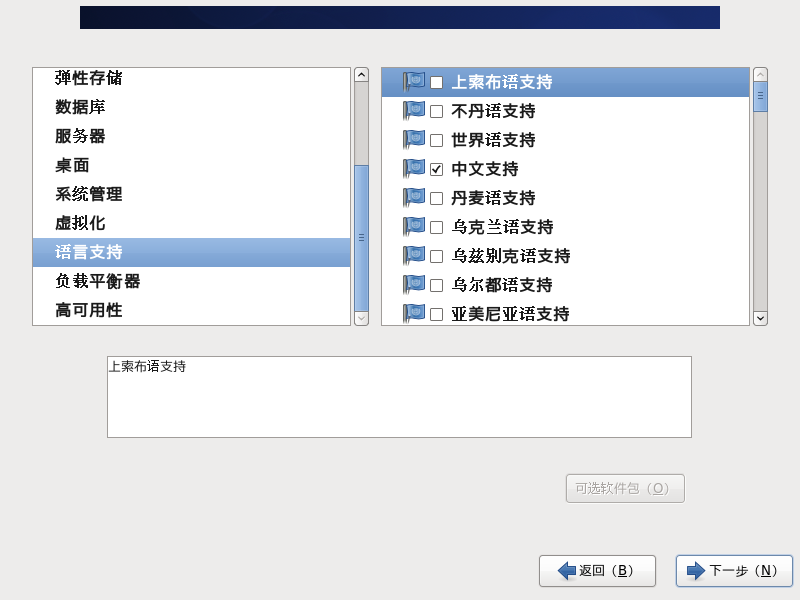 弹性存储
数据库
服务器
桌面
系统管理
虚拟化
语言支持
负载平衡器
高可用性
上索布语支持
不丹语支持
世界语支持
中文支持
丹麦语支持
乌克兰语支持
乌兹别克语支持
乌尔都语支持
亚美尼亚语支持
上索布语支持
可选软件包（O）
返回（B）
下一步（N）